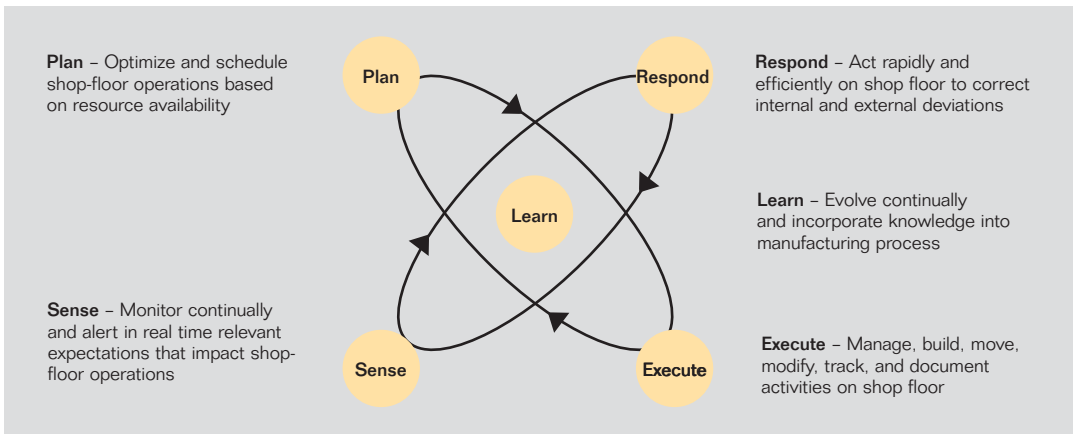 Plan – Optimize and schedule
shop-floor operations based
on resource availability
Plan
Respond
Respond – Act rapidly and
efficiently on shop floor to correct
internal and external deviations
Learn
Learn – Evolve continually
and incorporate knowledge into
manufacturing process
Sense – Monitor continually
and alert in real time relevant
expectations that impact shop-
floor operations
Sense
Execute
Execute – Manage, build, move,
modify, track, and document
activities on shop floor